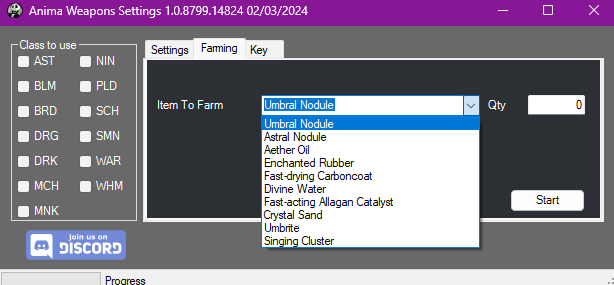 Anima Weapons Settings 1.0.8799.14824 02/03/2024
Class to use
AST NIN
BLM PLD
BRD SCH
DRG SMN
DRK WAR
MCH WHM
MNK
join us on
DISCORD
Settings Farming Key
Item To Farm Umbral Nodule Qty 0
Umbral Nodule
Astral Nodule
Aether Oil
Enchanted Rubber
Fast-drying Carboncoat
Divine Water
Fast-acting Allagan Catalyst
Crystal Sand
Umbrite
Singing Cluster
Start
Progress